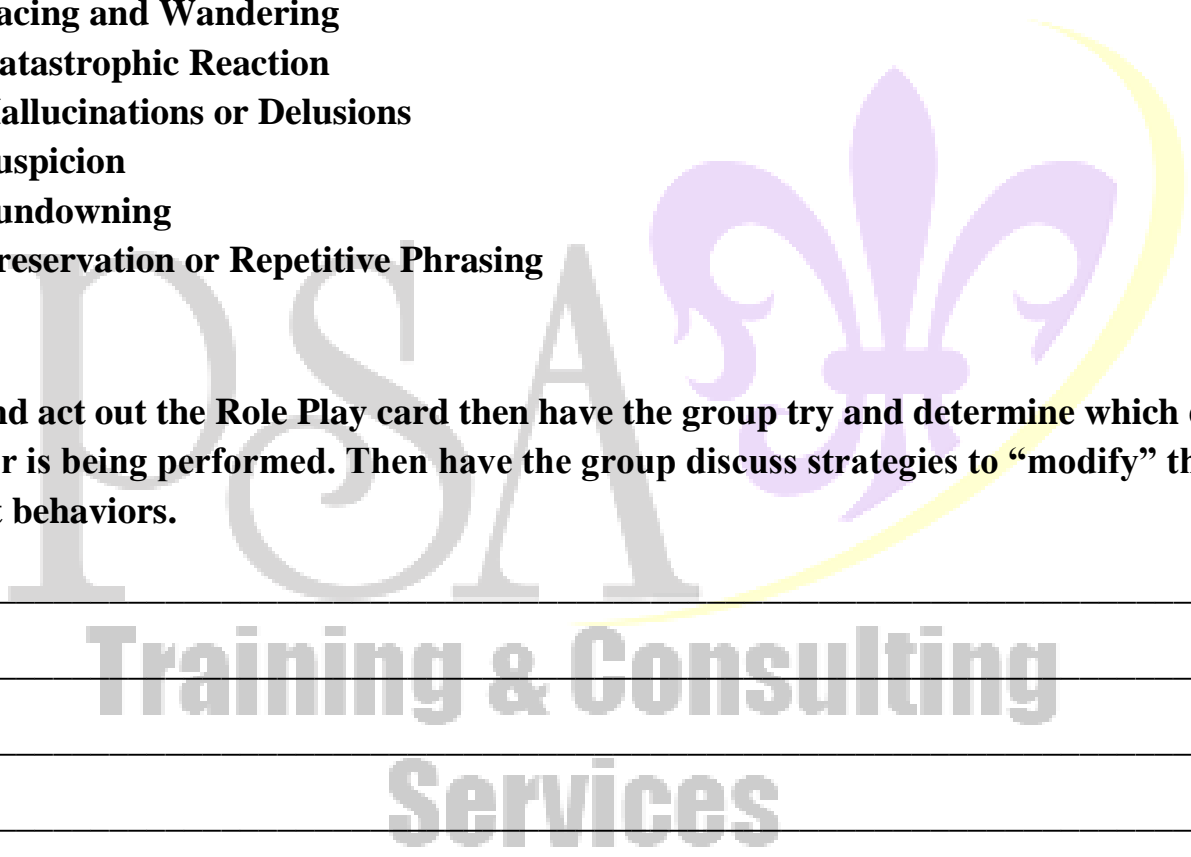 acing and Wandering
atastrophic Reaction
allucinations or Delusions
uspicion
undowning
reservation or Repetitive Phrasing
nd act out the Role Play card then have the group try and determine which
r is being performed. Then have the group discuss strategies to “modify” th
t behaviors.
PSA
Training & Consulting
Services